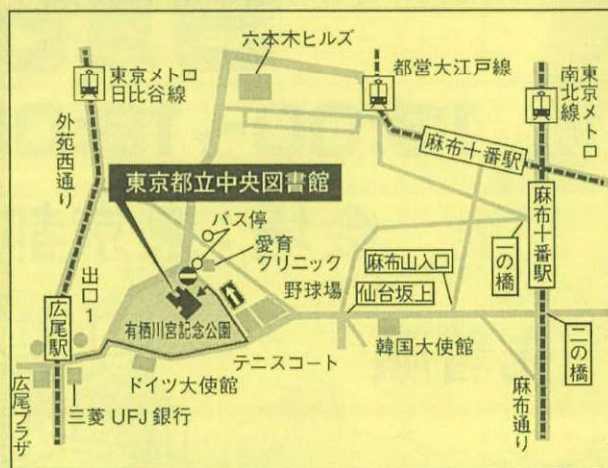 六本木ヒルズ
東京メトロ
日比谷線
都営大江戸線
東京メトロ
南北線
外苑西通り
麻布十番駅
東京都立中央図書館
バス停
愛育
クリニック
麻布山入口
一の橋
麻布十番駅
出口1
野球場
仙台坂上
広尾駅
有栖川宮記念公園
テニスコート
韓国大使館
二の橋
ドイツ大使館
広尾プラザ
三菱UFJ銀行
麻布通り